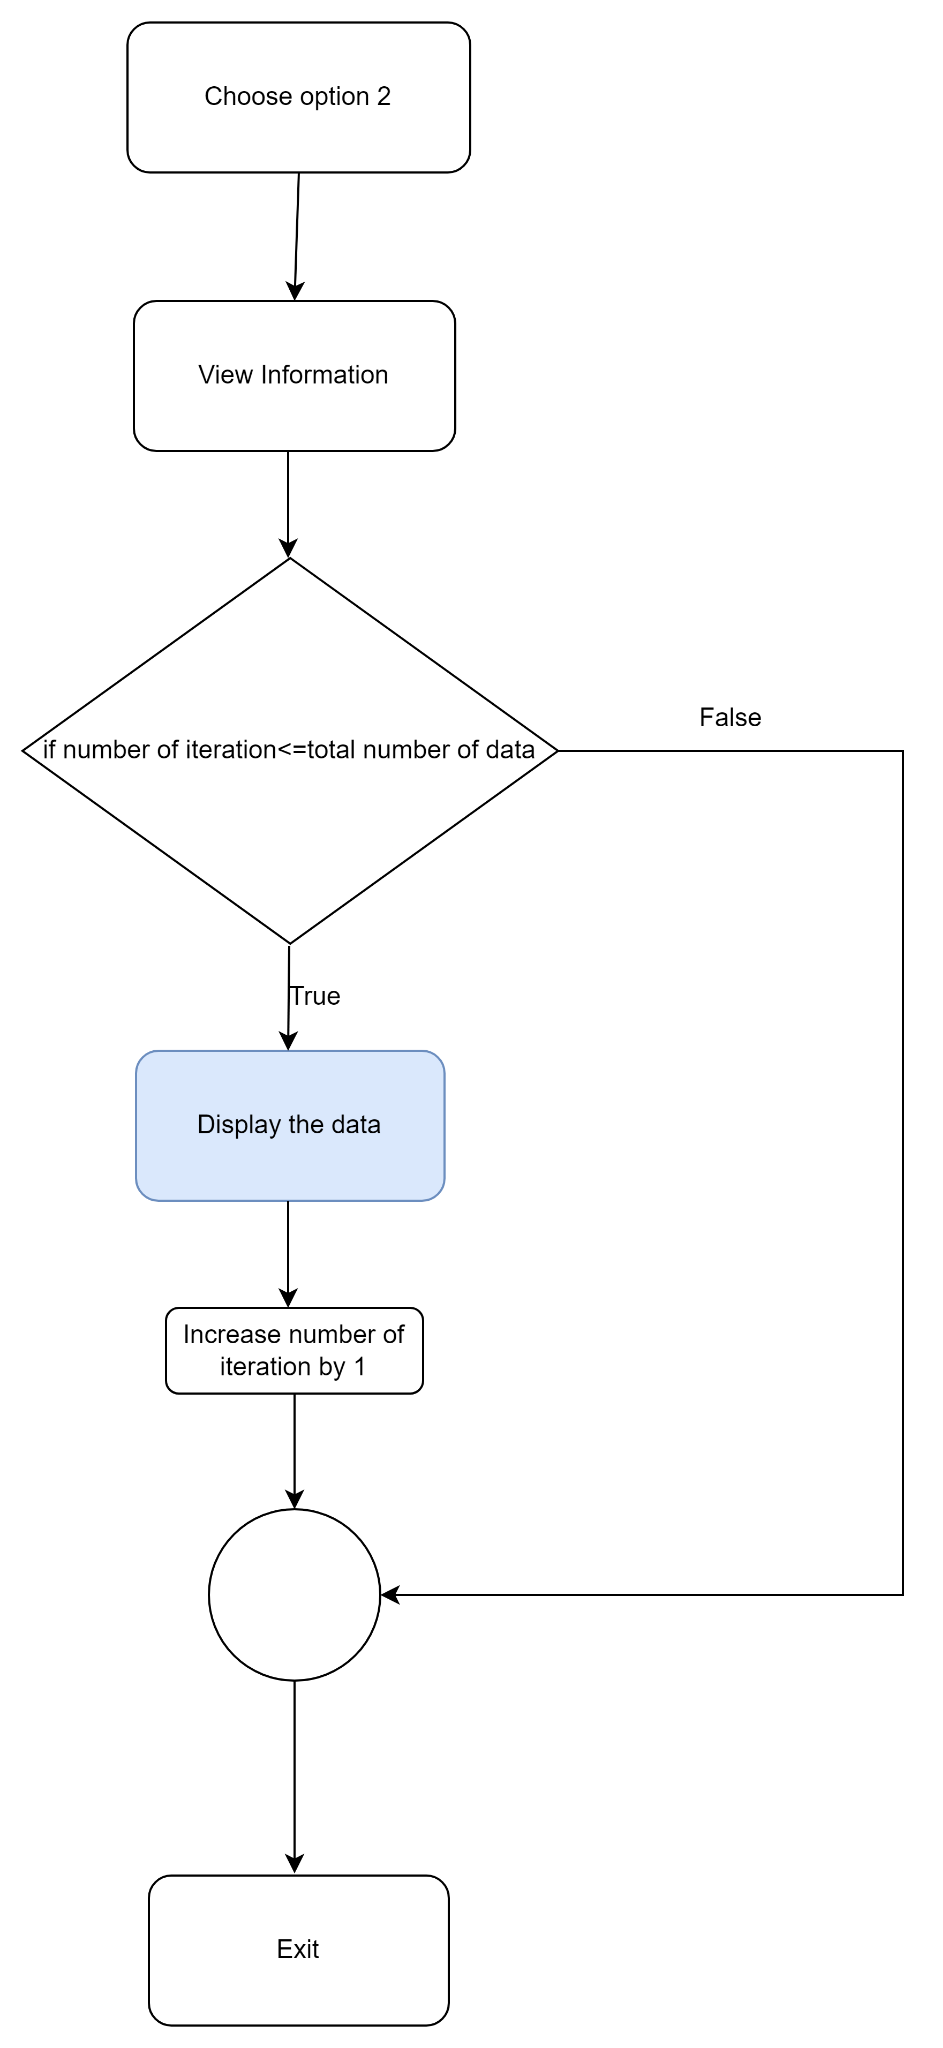 Choose option 2
View Information
if number of iteration<=total number of data
False
True
Display the data
Increase number of
iteration by 1
Exit